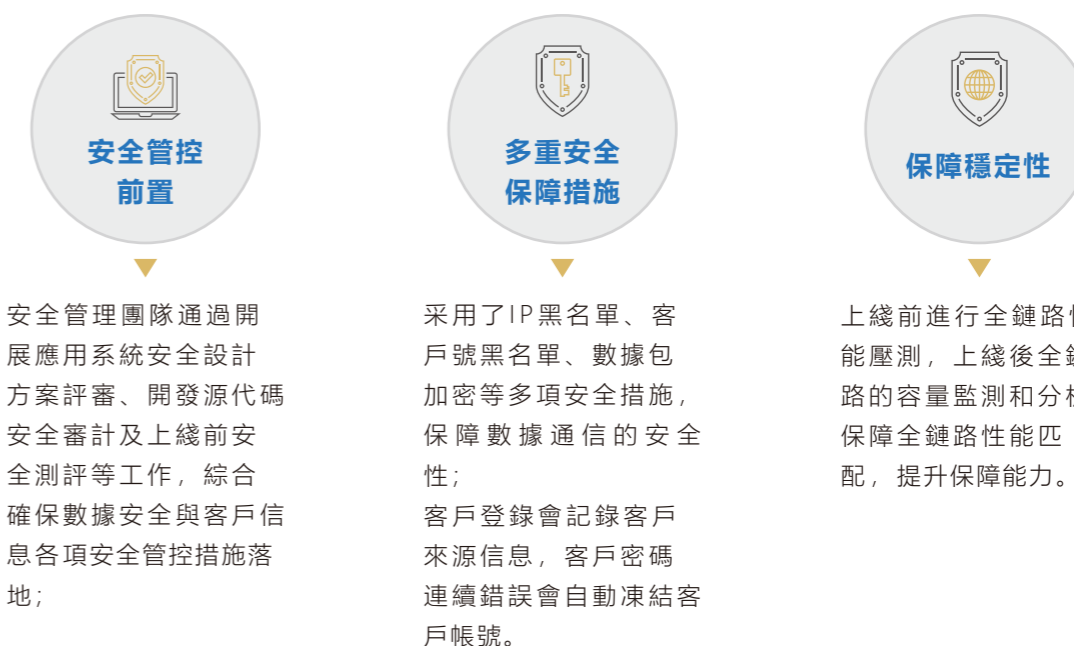 安全管控
前置
安全管理團隊通過開
展應用系統安全設計
方案評審、開發源代碼
安全審計及上綫前安
全測評等工作，綜合
確保數據安全與客戶信
息各項安全管控措施落
地；
多重安全
保障措施
采用了IP黑名單、客
戶號黑名單、數據包
加密等多項安全措施，
保障數據通信的安全
性；
客戶登錄會記錄客戶
來源信息，客戶密碼
連續錯誤會自動凍結客
戶帳號。
保障穩定性
上綫前進行全鏈路性
能壓測，上綫後全鏈
路的容量監測和分析
保障全鏈路性能匹
配，提升保障能力。